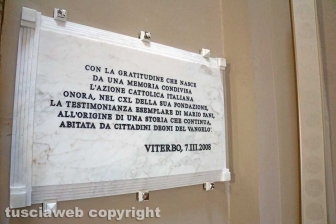 © tusciaweb
CON LA GRATITUDINE CHE NASCE
DA UNA MEMORIA CONDIVISA
L'AZIONE CATTOLICA ITALIANA
ONORA, NEL CXL DELLA SUA FONDAZIONE,
LA TESTIMONIANZA ESEMPLARE DI MARIO FANI,
ALL'ORIGINE DI UNA STORIA CHE CONTINUA,
ABITATA DA CITTADINI DEGNI DEL VANGELO.
VITERBO, 7.III.2008
tusciaweb copyright